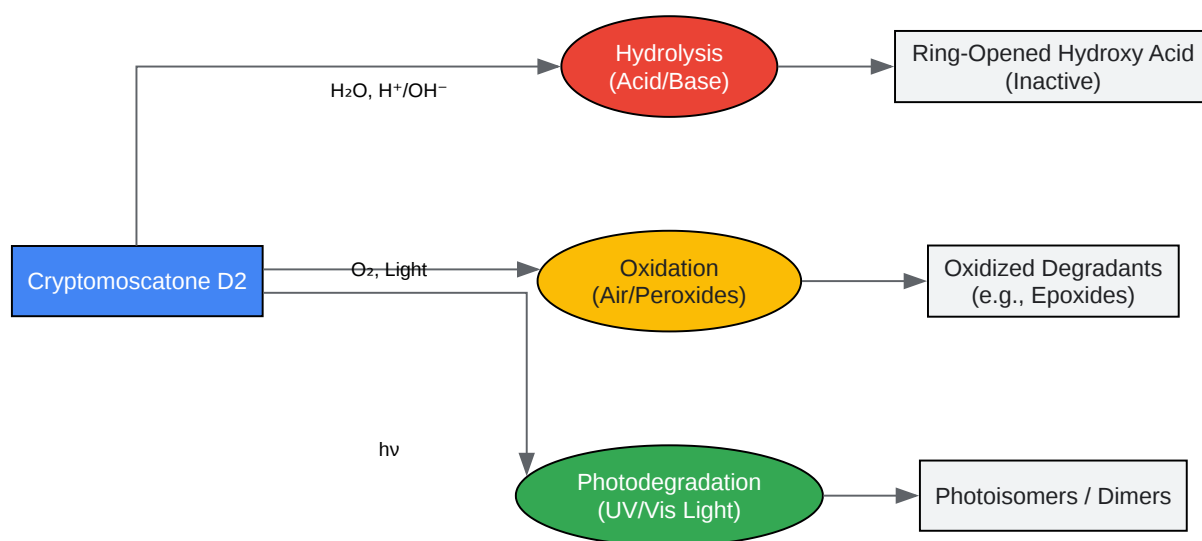 Hydrolysis
(Acid/Base)
Ring-Opened Hydroxy Acid
(Inactive)
H₂O, H⁺/OH⁻
Cryptomoscatone D2
O₂, Light
Oxidation
(Air/Peroxides)
Oxidized Degradants
(e.g., Epoxides)
hν
Photodegradation
(UV/Vis Light)
Photoisomers / Dimers